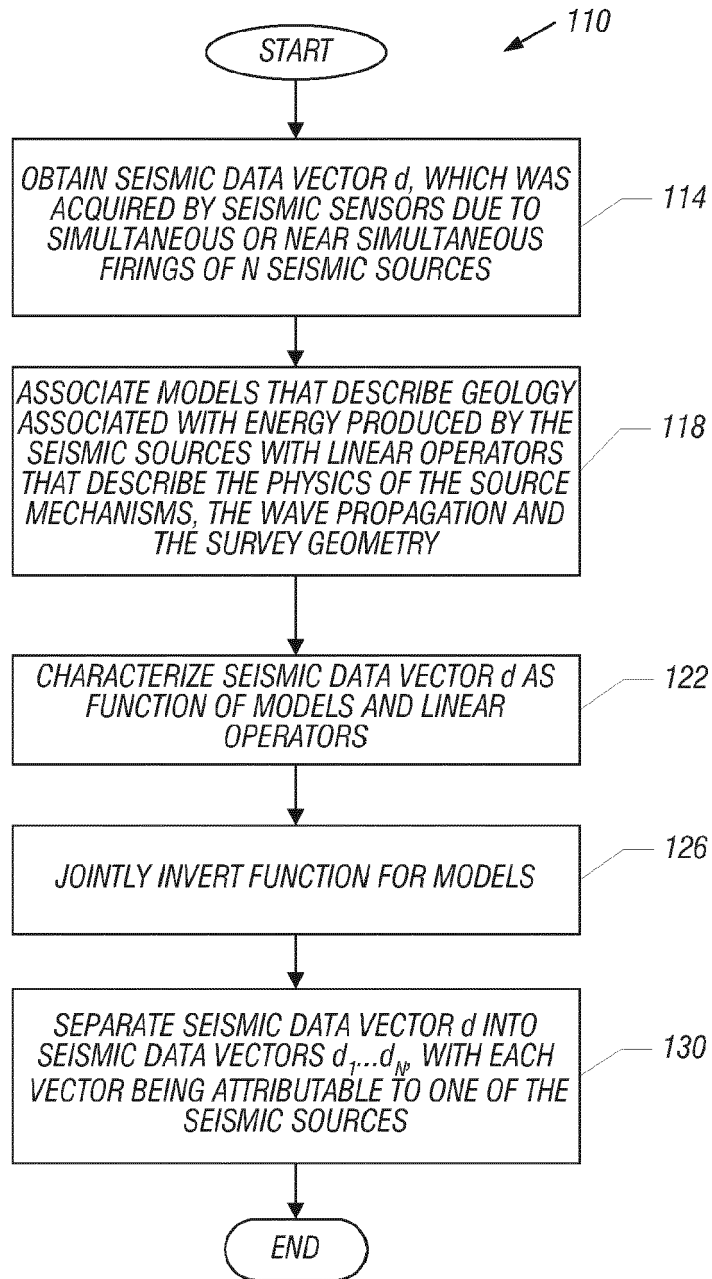 110
START
OBTAIN SEISMIC DATA VECTOR d, WHICH WAS
ACQUIRED BY SEISMIC SENSORS DUE TO
SIMULTANEOUS OR NEAR SIMULTANEOUS
FIRINGS OF N SEISMIC SOURCES
114
ASSOCIATE MODELS THAT DESCRIBE GEOLOGY
ASSOCIATED WITH ENERGY PRODUCED BY THE
SEISMIC SOURCES WITH LINEAR OPERATORS
THAT DESCRIBE THE PHYSICS OF THE SOURCE
MECHANISMS, THE WAVE PROPAGATION AND
THE SURVEY GEOMETRY
118
CHARACTERIZE SEISMIC DATA VECTOR d AS
FUNCTION OF MODELS AND LINEAR
OPERATORS
122
JOINTLY INVERT FUNCTION FOR MODELS
126
SEPARATE SEISMIC DATA VECTOR d INTO
SEISMIC DATA VECTORS d1...dN, WITH EACH
VECTOR BEING ATTRIBUTABLE TO ONE OF THE
SEISMIC SOURCES
130
END